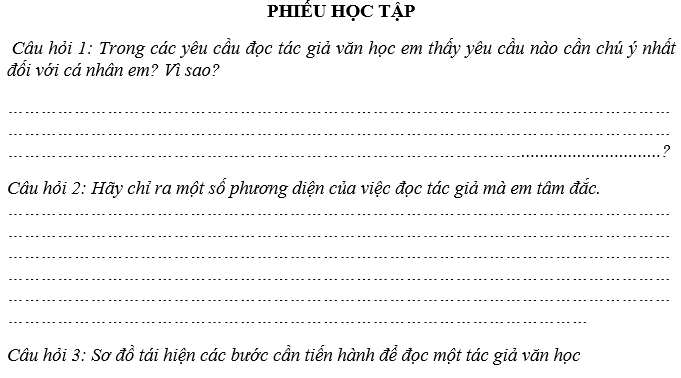 PHIẾU HỌC TẬP
Câu hỏi 1: Trong các yêu cầu đọc tác giả văn học em thấy yêu cầu nào cần chú ý nhất
đối với cá nhân em? Vì sao?
……………………………………………………………………………………………………………
……………………………………………………………………………………………………………
……………………………………………………………………………………..................................?
Câu hỏi 2: Hãy chỉ ra một số phương diện của việc đọc tác giả mà em tâm đắc.
……………………………………………………………………………………………………………
……………………………………………………………………………………………………………
……………………………………………………………………………………………………………
……………………………………………………………………………………………………………
……………………………………………………………………………………………………………
………………………………………………………………………………………………
Câu hỏi 3: Sơ đồ tái hiện các bước cần tiến hành để đọc một tác giả văn học